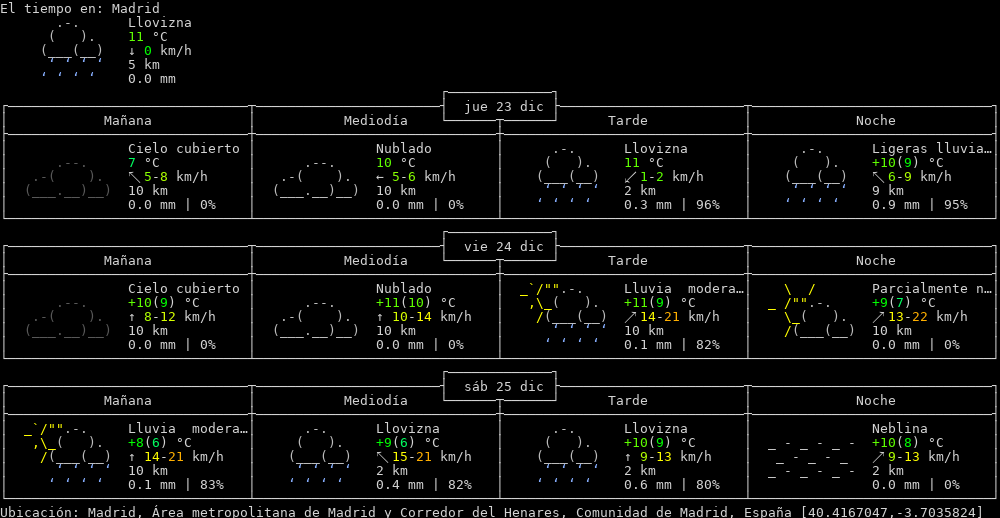 El tiempo en: Madrid
Llovizna
11 °C
↓ 0 km/h
5 km
0.0 mm
jue 23 dic
Mañana Mediodía Tarde Noche
Cielo cubierto Nublado Llovizna Ligeras lluvia…
7 °C 10 °C 11 °C +10(9) °C
↖ 5-8 km/h ← 5-6 km/h ↙ 1-2 km/h ↖ 6-9 km/h
10 km 10 km 2 km 9 km
0.0 mm | 0% 0.0 mm | 0% 0.3 mm | 96% 0.9 mm | 95%
vie 24 dic
Mañana Mediodía Tarde Noche
Cielo cubierto Nublado Lluvia  modera… Parcialmente n…
+10(9) °C +11(10) °C +11(9) °C +9(7) °C
↑ 8-12 km/h ↑ 10-14 km/h ↗ 14-21 km/h ↗ 13-22 km/h
10 km 10 km 10 km 10 km
0.0 mm | 0% 0.0 mm | 0% 0.1 mm | 82% 0.0 mm | 0%
sáb 25 dic
Mañana Mediodía Tarde Noche
Lluvia  modera… Llovizna Llovizna Neblina
+8(6) °C +9(6) °C +10(9) °C +10(8) °C
↑ 14-21 km/h ↖ 15-21 km/h ↑ 9-13 km/h ↗ 9-13 km/h
10 km 2 km 2 km 2 km
0.1 mm | 83% 0.4 mm | 82% 0.6 mm | 80% 0.0 mm | 0%
Ubicación: Madrid, Área metropolitana de Madrid y Corredor del Henares, Comunidad de Madrid, España [40.4167047,-3.7035824]